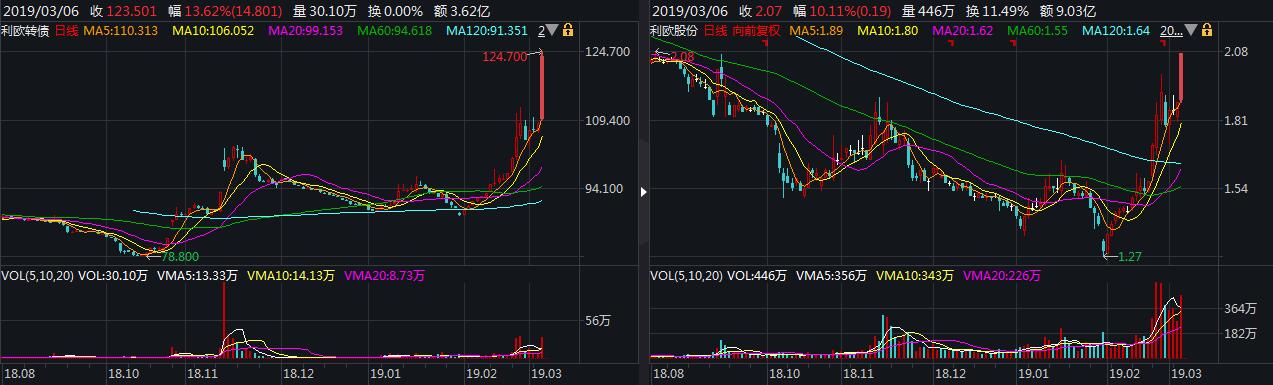 2019/03/06 收 123.501 幅 13.62%(14.801) 量 30.10万 换 0.00% 额 3.62亿
利欧转债 日线 MA5:110.313 MA10:106.052 MA20:99.153 MA60:94.618 MA120:91.351 2
124.700
124.700
109.400
94.100
78.800
VOL(5,10,20) VOL:30.10万 VMA5:13.33万 VMA10:14.13万 VMA20:8.73万
56万
18.08 18.10 18.11 18.12 19.01 19.02 19.03
2019/03/06 收 2.07 幅 10.11%(0.19) 量 446万 换 11.49% 额 9.03亿
利欧股份 日线 向前复权 MA5:1.89 MA10:1.80 MA20:1.62 MA60:1.55 MA120:1.64 20...
2.08
2.08
1.81
1.54
1.27
VOL(5,10,20) VOL:446万 VMA5:356万 VMA10:343万 VMA20:226万
364万
182万
18.08 18.10 18.11 18.12 19.01 19.02 19.03